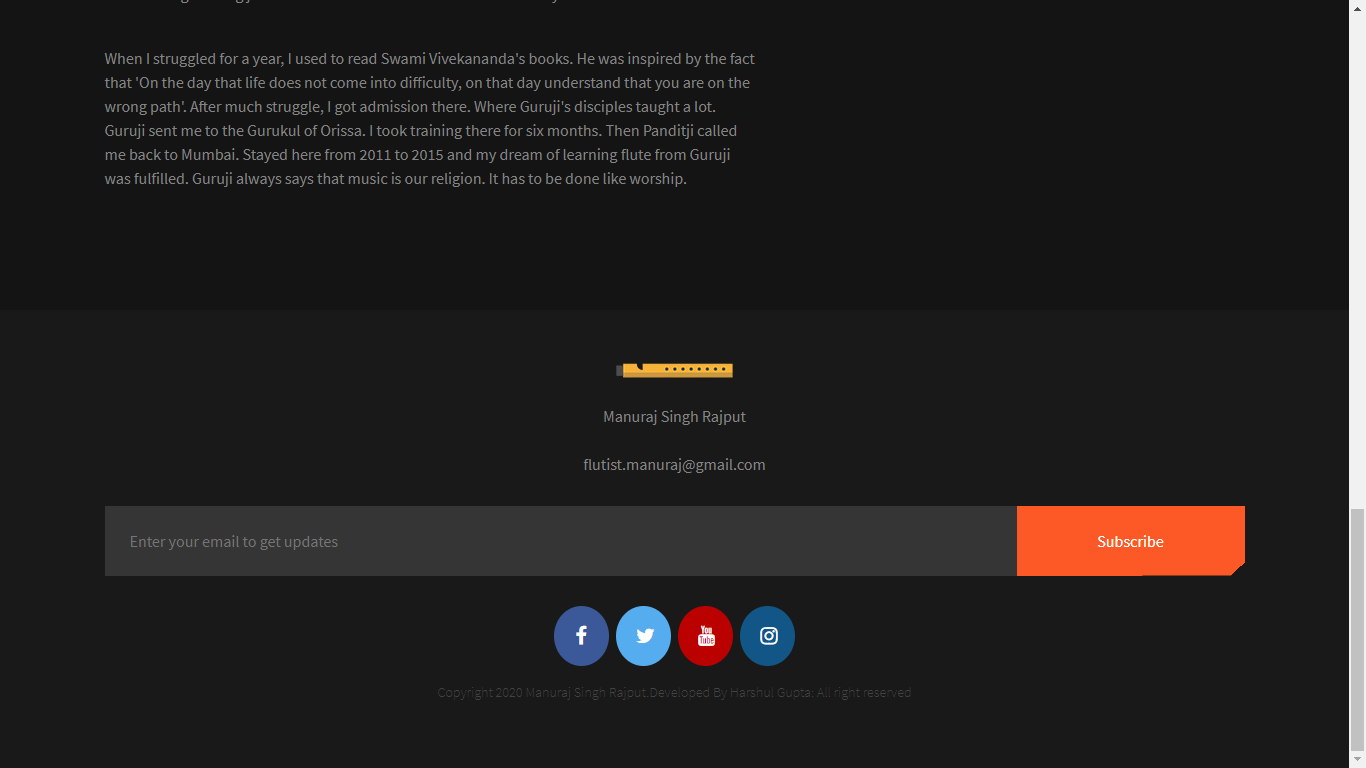 When I struggled for a year, I used to read Swami Vivekananda's books. He was inspired by the fact
that 'On the day that life does not come into difficulty, on that day understand that you are on the
wrong path'. After much struggle, I got admission there. Where Guruji's disciples taught a lot.
Guruji sent me to the Gurukul of Orissa. I took training there for six months. Then Panditji called
me back to Mumbai. Stayed here from 2011 to 2015 and my dream of learning flute from Guruji
was fulfilled. Guruji always says that music is our religion. It has to be done like worship.
Manuraj Singh Rajput
flutist.manuraj@gmail.com
Enter your email to get updates
Subscribe
You
Tube
Copyright 2020 Manuraj Singh Rajput.Developed By Harshul Gupta: All right reserved